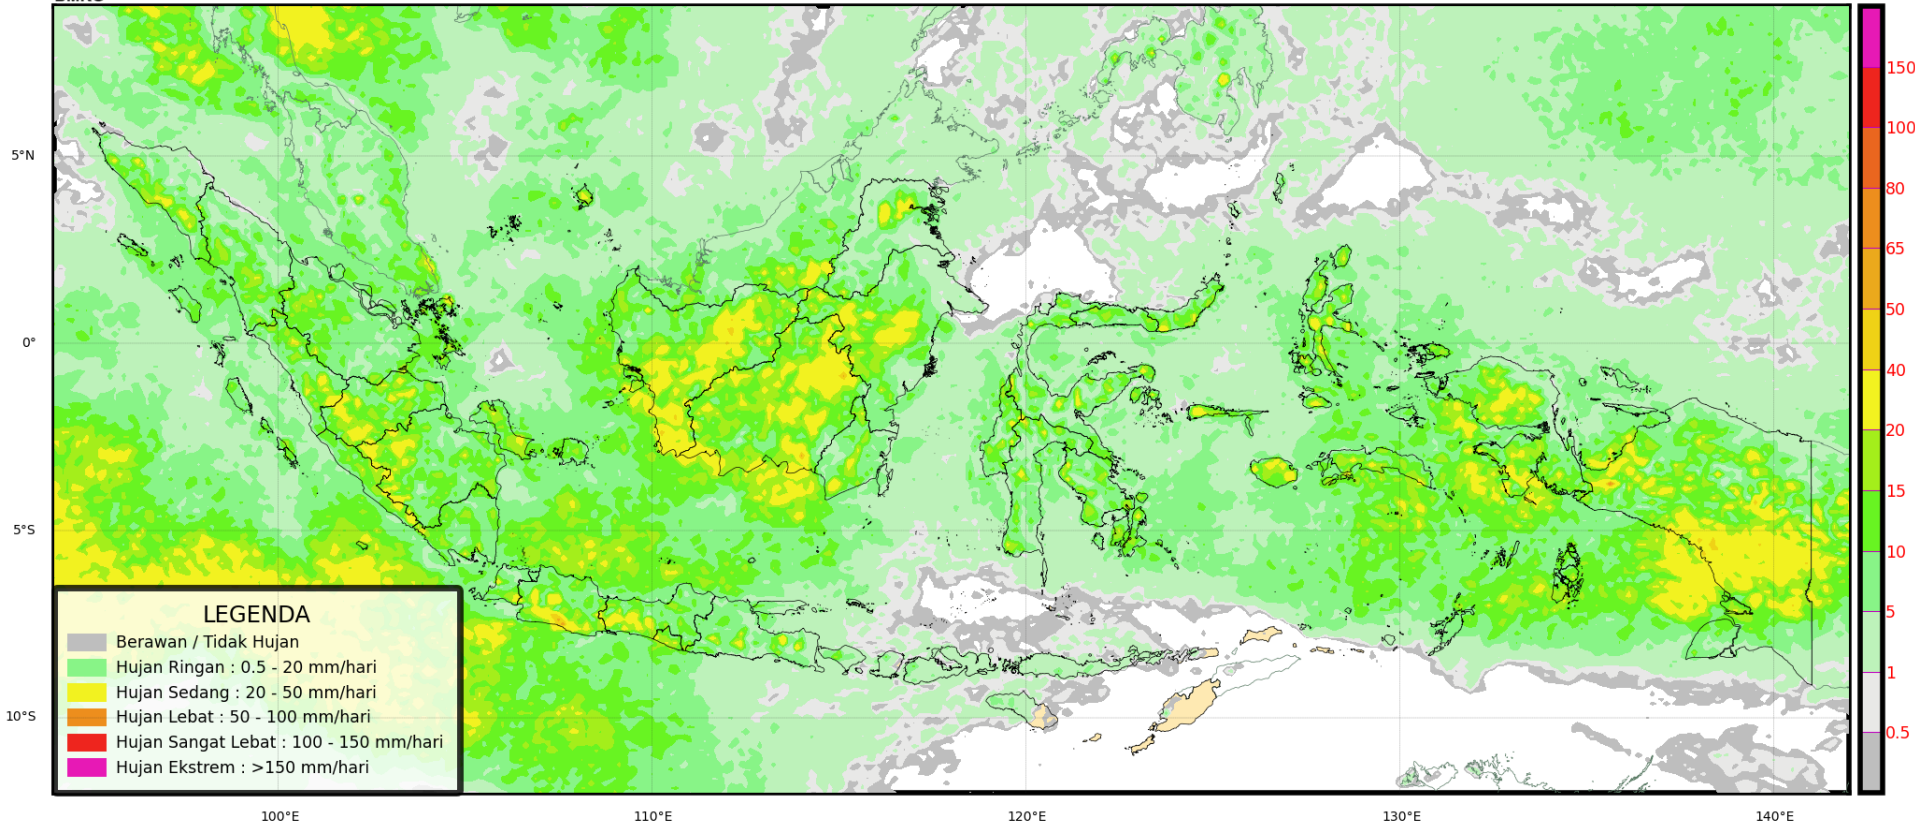 5°N
0°
5°S
10°S
100°E
110°E
120°E
130°E
140°E
LEGENDA
Berawan / Tidak Hujan
Hujan Ringan : 0.5 - 20 mm/hari
Hujan Sedang : 20 - 50 mm/hari
Hujan Lebat : 50 - 100 mm/hari
Hujan Sangat Lebat : 100 - 150 mm/hari
Hujan Ekstrem : >150 mm/hari
150
100
80
65
50
40
20
15
10
5
1
0.5